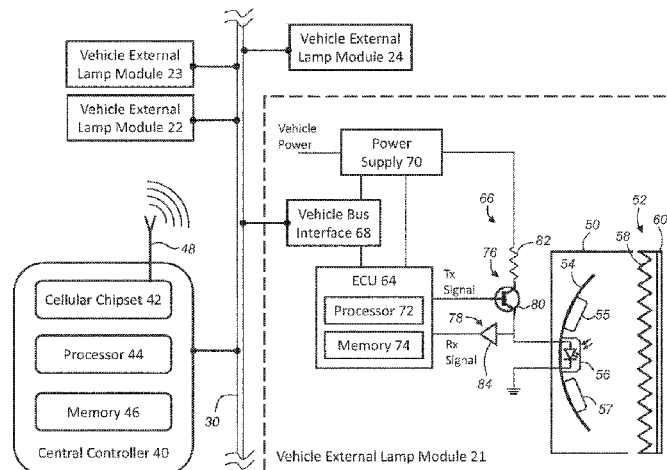 Vehicle External
Lamp Module 23
Vehicle External
Lamp Module 24
Vehicle External
Lamp Module 22
Vehicle
Power
Power
Supply 70
Vehicle Bus
Interface 68
66
82
76
52
50
58
60
54
55
48
Cellular Chipset 42
Processor 44
Memory 46
Central Controller 40
30
ECU 64
Processor 72
Memory 74
Tx
Signal
80
78
Rx
Signal
84
56
57
Vehicle External Lamp Module 21